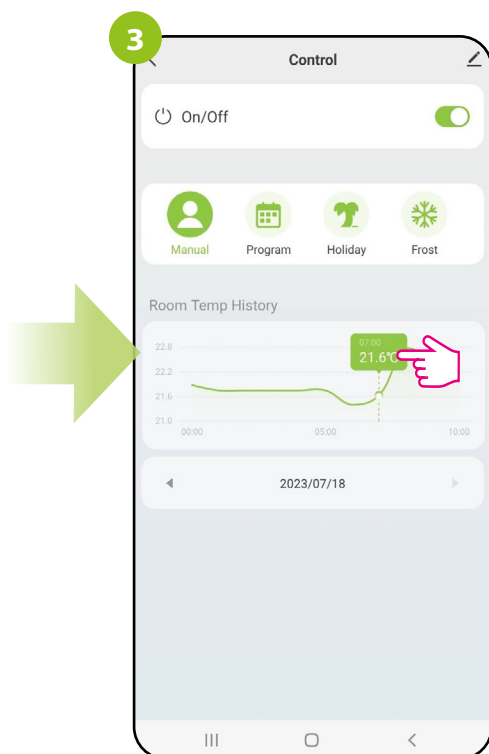 3
Control
On/Off
Manual Program Holiday Frost
Room Temp History
22.8
07:00
21.6℃
22.2
21.6
21.0
00:00 05:00 10:00
2023/07/18